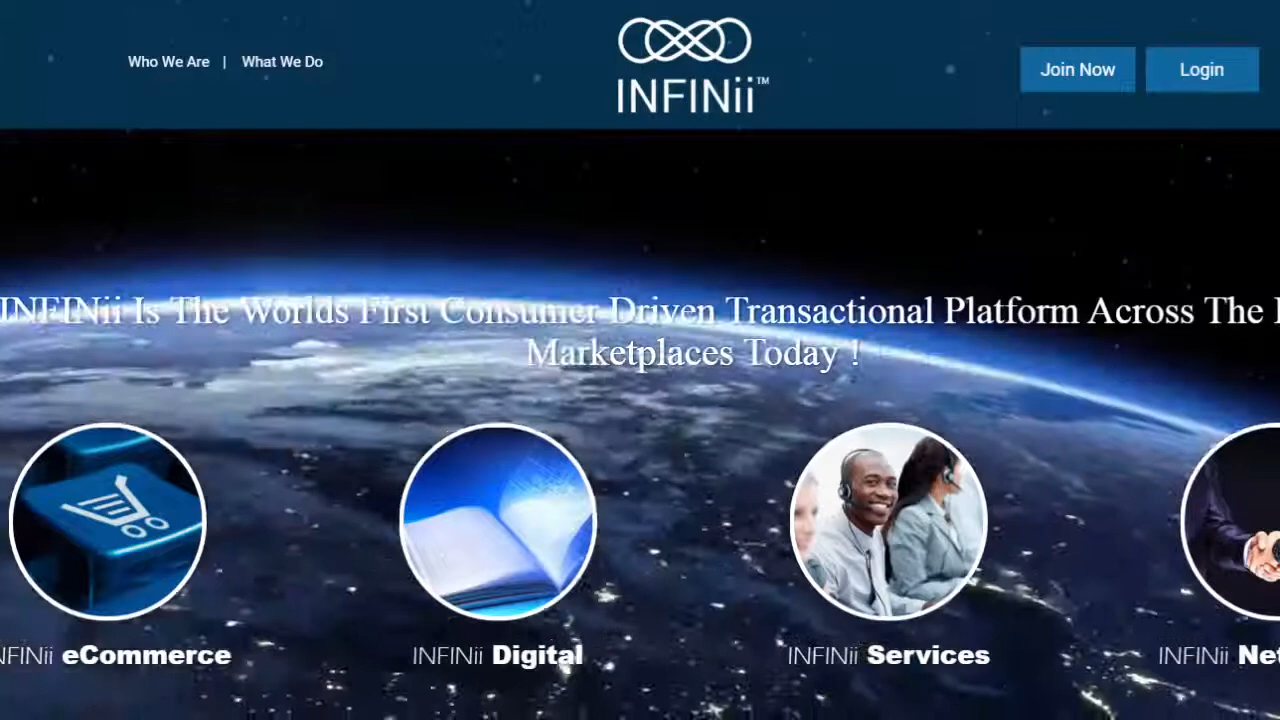 Who We Are | What We Do
INFINii™
Join Now
Login
INFINii Is The Worlds First Consumer Driven Transactional Platform Across The
Marketplaces Today !
INFINii eCommerce
INFINii Digital
INFINii Services
INFINii